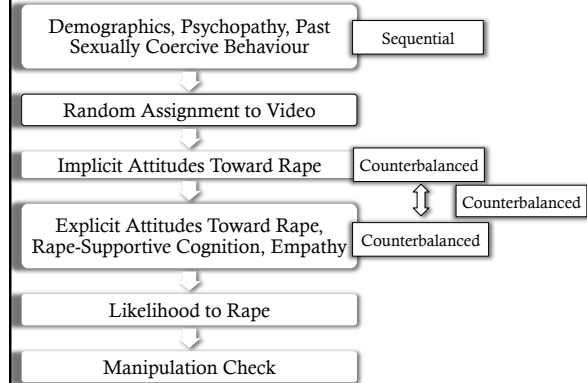 Demographics, Psychopathy, Past
Sexually Coercive Behaviour
Sequential
Random Assignment to Video
Implicit Attitudes Toward Rape
Counterbalanced
Counterbalanced
Explicit Attitudes Toward Rape,
Rape-Supportive Cognition, Empathy
Counterbalanced
Likelihood to Rape
Manipulation Check